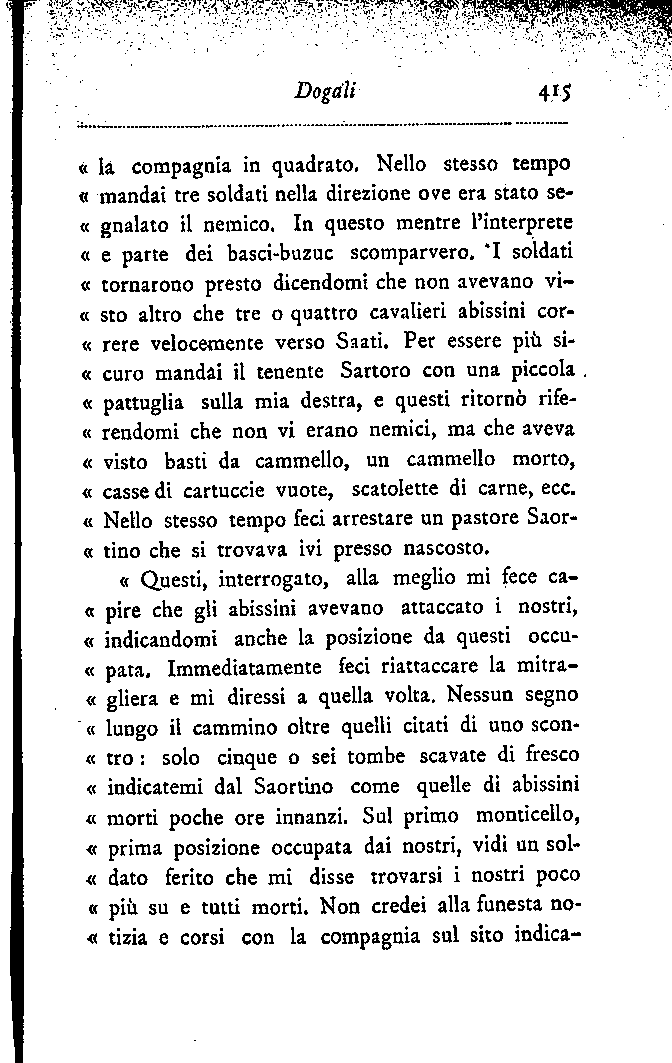 Dogali 415
« la compagnia in quadrato. Nello stesso tempo
« mandai tre soldati nella direzione ove era stato se-
« gnalato il nemico. In questo mentre l'interprete
« e parte dei basci-buzuc scomparvero. I soldati
« tornarono presto dicendomi che non avevano vi-
« sto altro che tre o quattro cavalieri abissini cor-
« rere velocemente verso Saati. Per essere più si-
« curo mandai il tenente Sartoro con una piccola
« pattuglia sulla mia destra, e questi ritornò rife-
« rendomi che non vi erano nemici, ma che aveva
« visto basti da cammello, un cammello morto,
« casse di cartuccie vuote, scatolette di carne, ecc.
« Nello stesso tempo feci arrestare un pastore Saor-
« tino che si trovava ivi presso nascosto.
« Questi, interrogato, alla meglio mi fece ca-
« pire che gli abissini avevano attaccato i nostri,
« indicandomi anche la posizione da questi occu-
« pata. Immediatamente feci riattaccare la mitra-
« gliera e mi diressi a quella volta. Nessun segno
« lungo il cammino oltre quelli citati di uno scon-
« tro : solo cinque o sei tombe scavate di fresco
« indicatemi dal Saortino come quelle di abissini
« morti poche ore innanzi. Sul primo monticello,
« prima posizione occupata dai nostri, vidi un sol-
« dato ferito che mi disse trovarsi i nostri poco
« più su e tutti morti. Non credei alla funesta no-
« tizia e corsi con la compagnia sul sito indica-